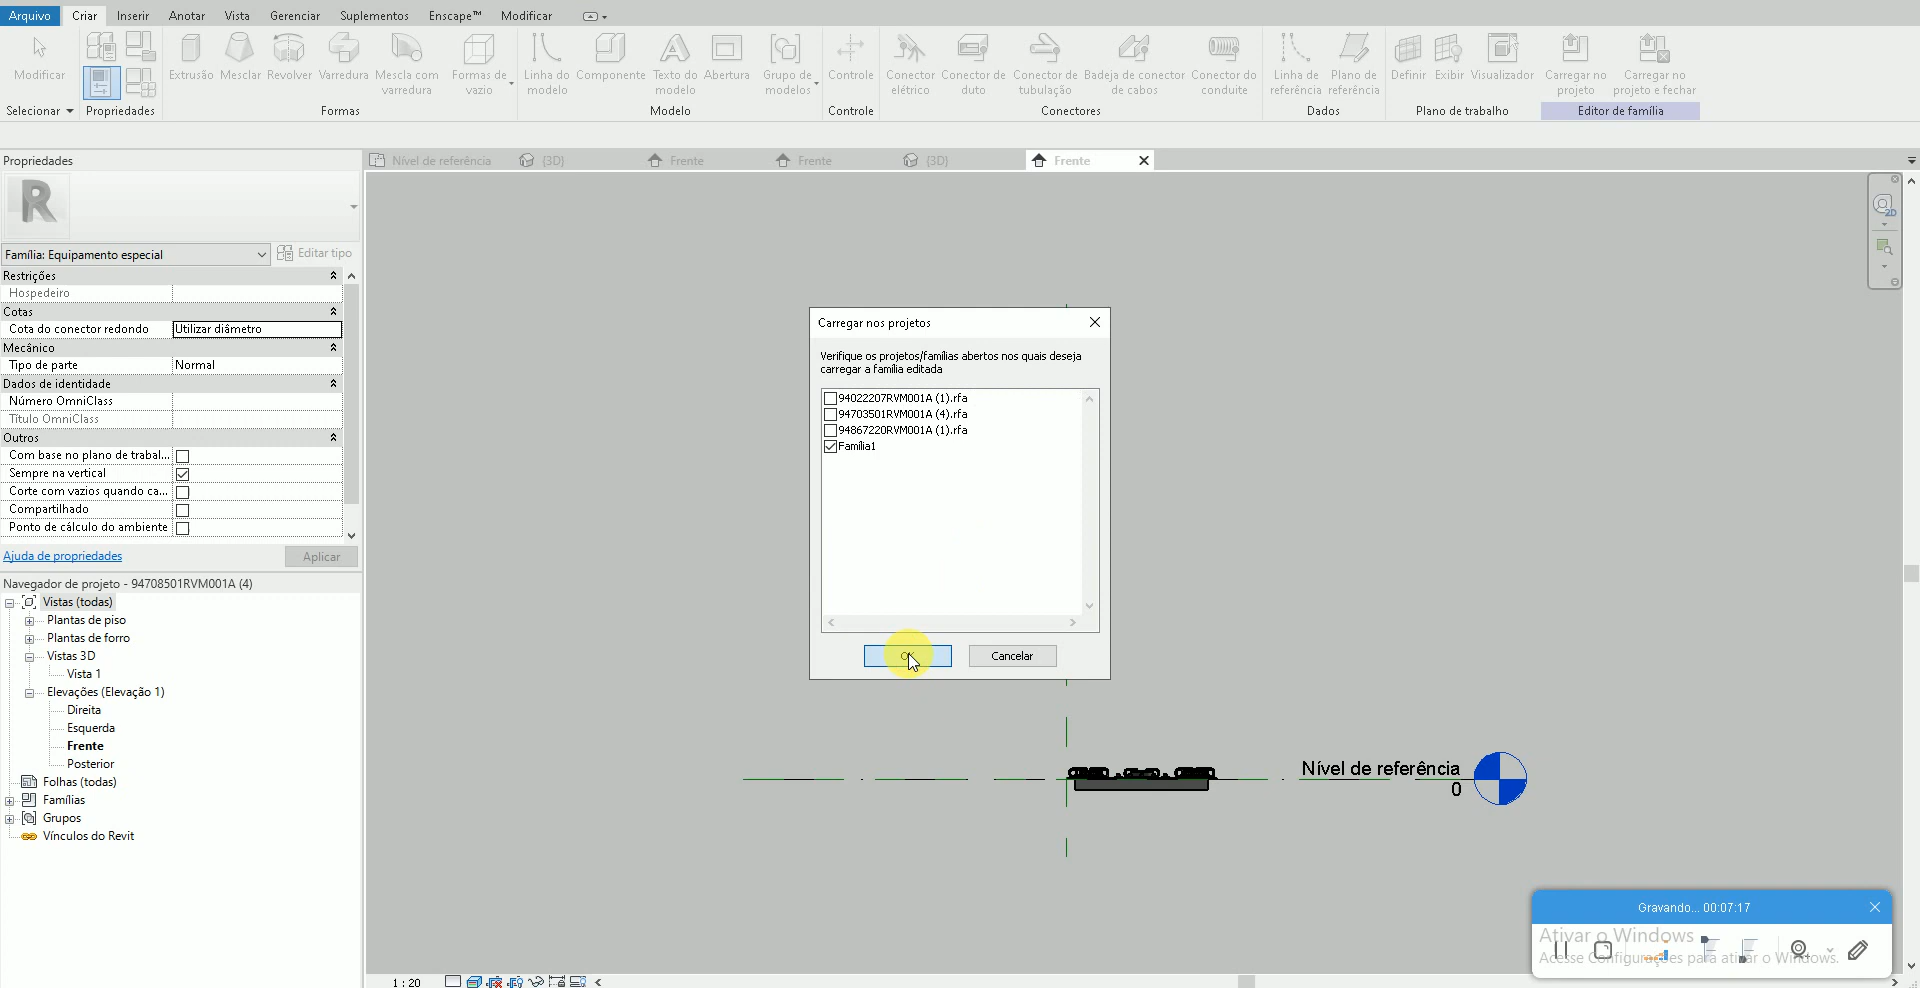 Arquivo Criar Inserir Anotar Vista Gerenciar Suplementos Enscape™ Modificar
Modificar Extrusão Mesclar Revolver Varredura Mescla com varredura Formas de vazio Linha do modelo Componente Texto do modelo Abertura Grupo de modelos Controle Conector elétrico Conector de duto Conector de tubulação Badeja de conector de cabos Conector do conduite Linha de referência Plano de referência Definir Exibir Visualizador Carregar no projeto Carregar no projeto e fechar
Selecionar Propriedades Formas Modelo Controle Conectores Dados Plano de trabalho Editor de família
Propriedades
Nível de referência {3D} Frente Frente {3D} Frente
R
Família: Equipamento especial Editar tipo
Restrições
Hospedeiro
Cotas
Cota do conector redondo Utilizar diâmetro
Mecânico
Tipo de parte Normal
Dados de identidade
Número OmniClass
Título OmniClass
Outros
Com base no plano de trabal...
Sempre na vertical
Corte com vazios quando ca...
Compartilhado
Ponto de cálculo do ambiente
Ajuda de propriedades Aplicar
Navegador de projeto - 94708501RVM001A (4)
Vistas (todas)
Plantas de piso
Plantas de forro
Vistas 3D
Vista 1
Elevações (Elevação 1)
Direita
Esquerda
Frente
Posterior
Folhas (todas)
Famílias
Grupos
Vínculos do Revit
Carregar nos projetos
Verifique os projetos/famílias abertos nos quais deseja
carregar a família editada
94022207RVM001A (1).rfa
94703501RVM001A (4).rfa
94867220RVM001A (1).rfa
Família1
OK Cancelar
2D
Nível de referência
0
Gravando... 00:07:17
Ativar o Windows
Acesse Configurações para ativar o Windows.
1 : 20